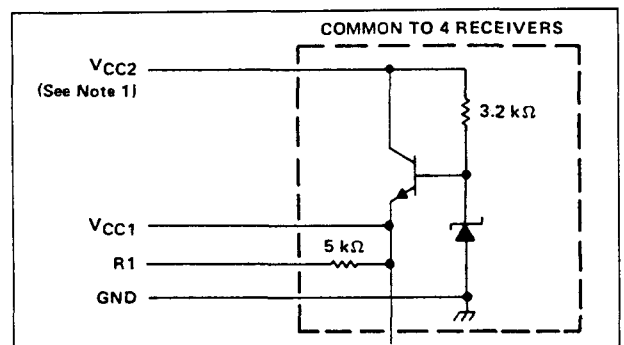 COMMON TO 4 RECEIVERS
VCC2
(See Note 1)
3.2 kΩ
VCC1
5 kΩ
R1
GND